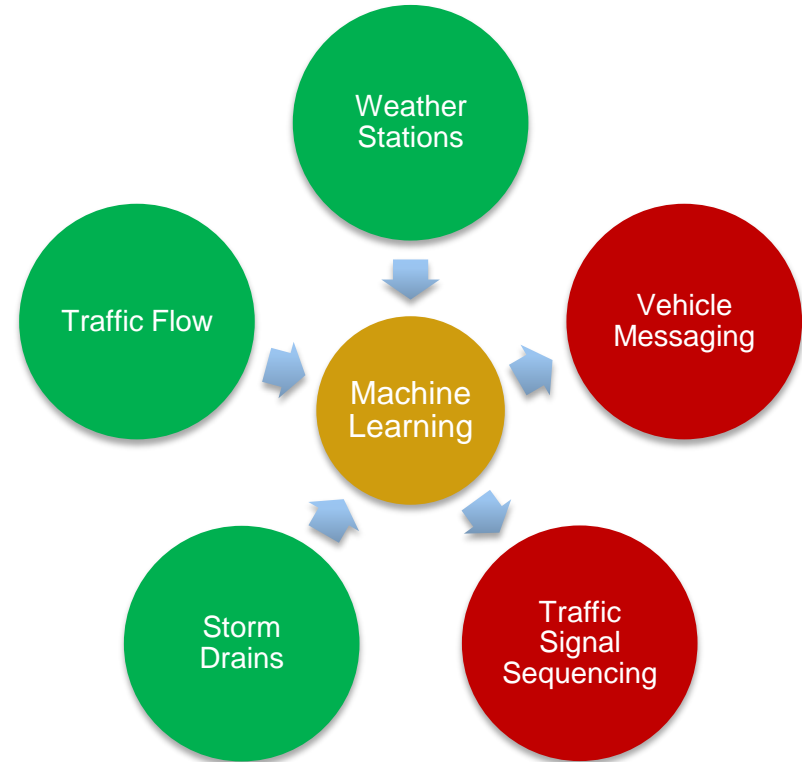 Weather
Stations
Traffic Flow
Vehicle
Messaging
Machine
Learning
Storm
Drains
Traffic
Signal
Sequencing